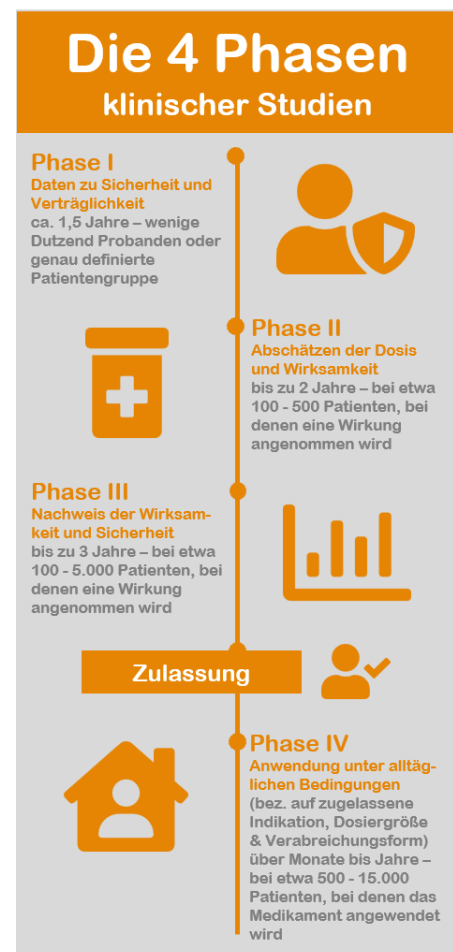 Die 4 Phasen
klinischer Studien
Phase I
Daten zu Sicherheit und
Verträglichkeit
ca. 1,5 Jahre – wenige
Dutzend Probanden oder
genau definierte
Patientengruppe
Phase II
Abschätzen der Dosis
und Wirksamkeit
bis zu 2 Jahre – bei etwa
100 - 500 Patienten, bei
denen eine Wirkung
angenommen wird
Phase III
Nachweis der Wirksam-
keit und Sicherheit
bis zu 3 Jahre – bei etwa
100 - 5.000 Patienten, bei
denen eine Wirkung
angenommen wird
Zulassung
Phase IV
Anwendung unter alltäg-
lichen Bedingungen
(bez. auf zugelassene
Indikation, Dosiergröße
& Verabreichungsform)
über Monate bis Jahre –
bei etwa 500 - 15.000
Patienten, bei denen das
Medikament angewendet
wird